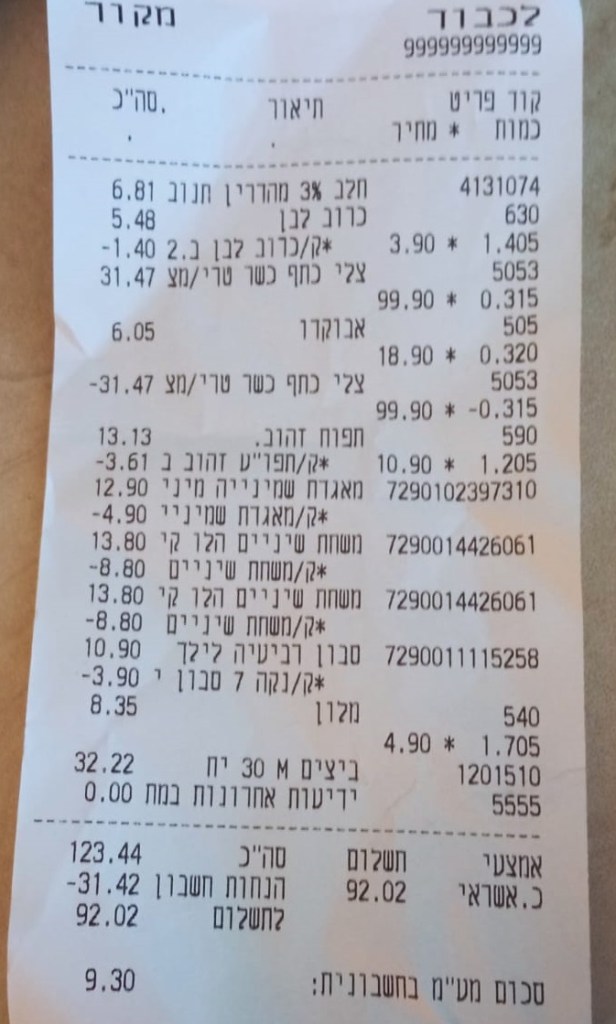 לכבוד מקור
999999999999
קוד פריט תיאור סה"כ.
כמות * מחיר . .
4131074 חלב 3% מהדרין תנוב 6.81
630 כרוב לבן 5.48
1.405 * 3.90 *ק/כרוב לבן ב.2 -1.40
5053 צלי כתף כשר טרי/מצ 31.47
0.315 * 99.90
505 אבוקדו 6.05
0.320 * 18.90
5053 צלי כתף כשר טרי/מצ -31.47
-0.315 * 99.90
590 תפוח זהוב. 13.13
1.205 * 10.90 *ק/תפו"ע זהוב ב -3.61
7290102397310 מאגדת שמינייה מיני 12.90
*ק/מאגדת שמיניי -4.90
7290014426061 משחת שיניים הלו קי 13.80
*ק/משחת שיניים -8.80
7290014426061 משחת שיניים הלו קי 13.80
*ק/משחת שיניים -8.80
7290011115258 סבון רביעיה לילך 10.90
*ק/נקה 7 סבון י -3.90
540 מלון 8.35
1.705 * 4.90
1201510 ביצים M 30 יח 32.22
5555 ידיעות אחרונות במת 0.00
אמצעי תשלום סה"כ 123.44
כ.אשראי 92.02 הנחות חשבון -31.42
לתשלום 92.02
סכום מע"מ בחשבונית: 9.30